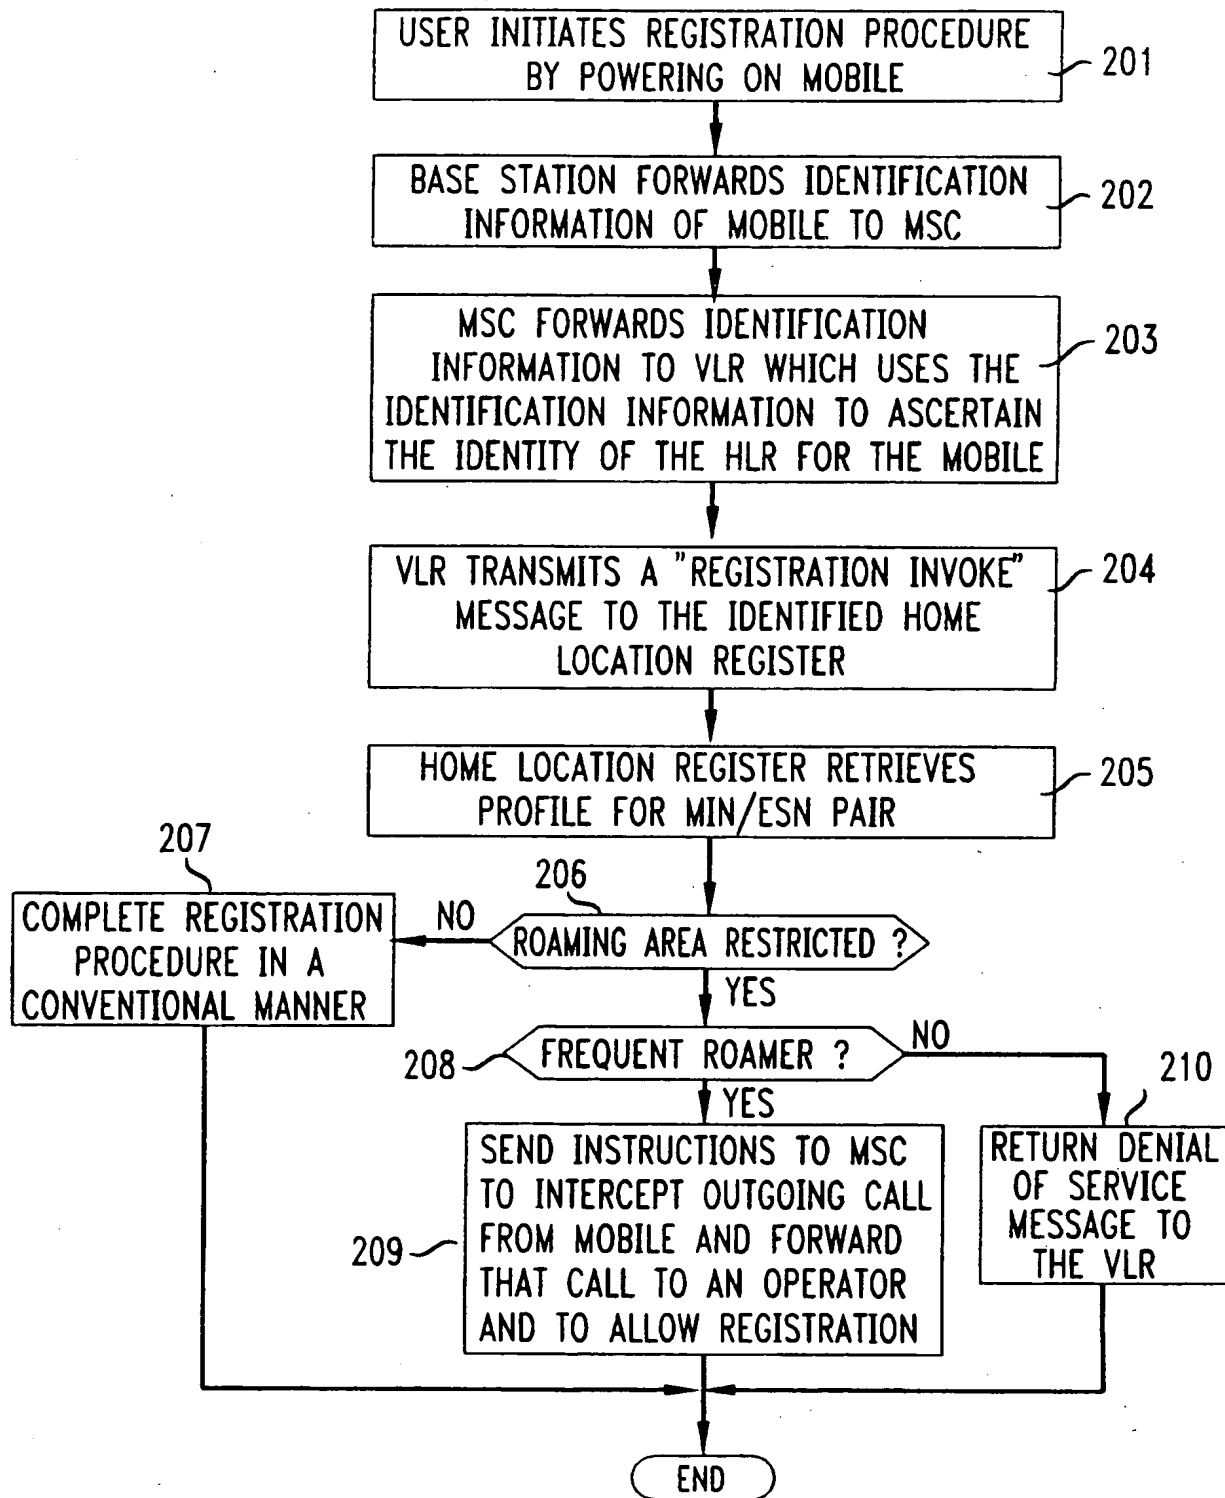 USER INITIATES REGISTRATION PROCEDURE
BY POWERING ON MOBILE
201
BASE STATION FORWARDS IDENTIFICATION
INFORMATION OF MOBILE TO MSC
202
MSC FORWARDS IDENTIFICATION
INFORMATION TO VLR WHICH USES THE
IDENTIFICATION INFORMATION TO ASCERTAIN
THE IDENTITY OF THE HLR FOR THE MOBILE
203
VLR TRANSMITS A "REGISTRATION INVOKE"
MESSAGE TO THE IDENTIFIED HOME
LOCATION REGISTER
204
HOME LOCATION REGISTER RETRIEVES
PROFILE FOR MIN/ESN PAIR
205
206
ROAMING AREA RESTRICTED ?
NO
207
COMPLETE REGISTRATION
PROCEDURE IN A
CONVENTIONAL MANNER
YES
208
FREQUENT ROAMER ?
NO
YES
209
SEND INSTRUCTIONS TO MSC
TO INTERCEPT OUTGOING CALL
FROM MOBILE AND FORWARD
THAT CALL TO AN OPERATOR
AND TO ALLOW REGISTRATION
210
RETURN DENIAL
OF SERVICE
MESSAGE TO
THE VLR
END